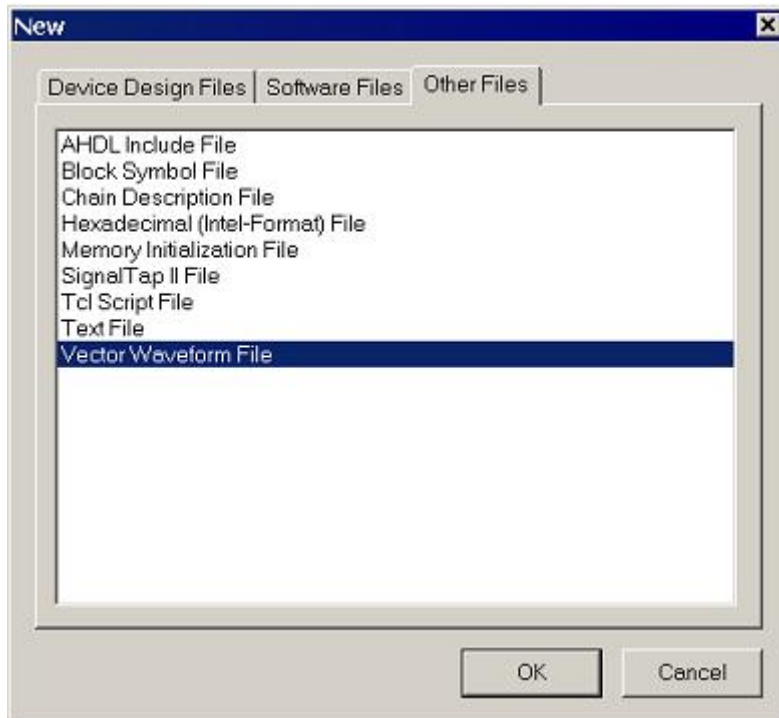 New
Device Design Files Software Files Other Files
AHDL Include File
Block Symbol File
Chain Description File
Hexadecimal (Intel-Format) File
Memory Initialization File
SignalTap II File
Tcl Script File
Text File
Vector Waveform File
OK Cancel